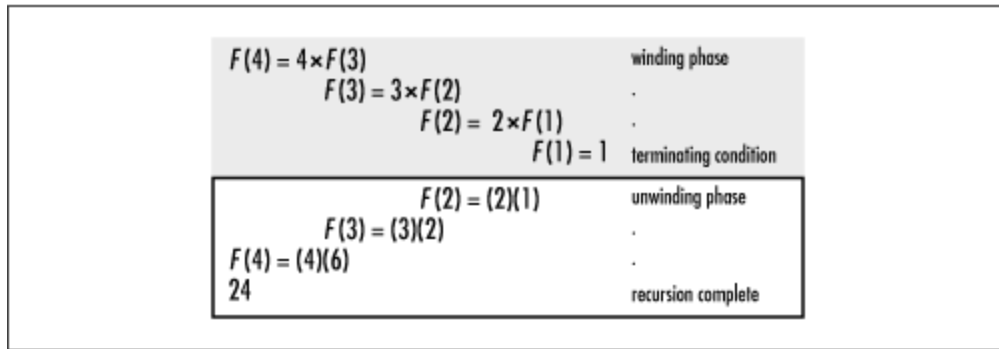 F(4) = 4×F(3) winding phase
F(3) = 3×F(2) .
F(2) = 2×F(1) .
F(1) = 1 terminating condition
F(2) = (2)(1) unwinding phase
F(3) = (3)(2) .
F(4) = (4)(6) .
24 recursion complete